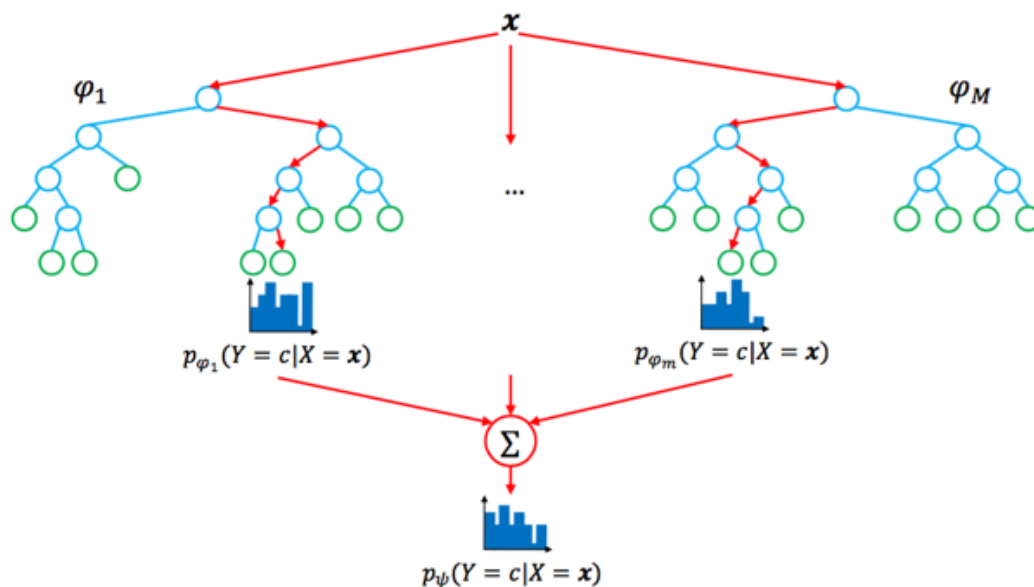 x
φ1
φM
...
pφ1(Y = c|X = x)
pφm(Y = c|X = x)
Σ
pψ(Y = c|X = x)